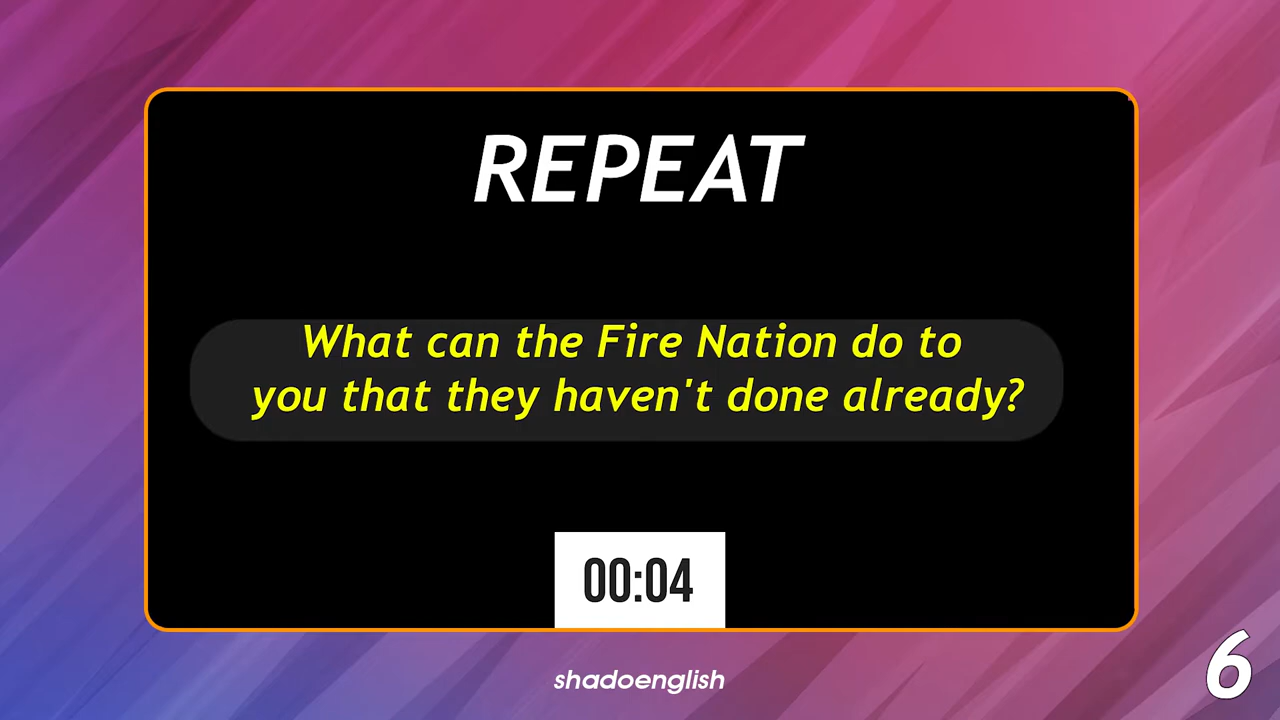 REPEAT
What can the Fire Nation do to
you that they haven't done already?
00:04
shadoenglish
6